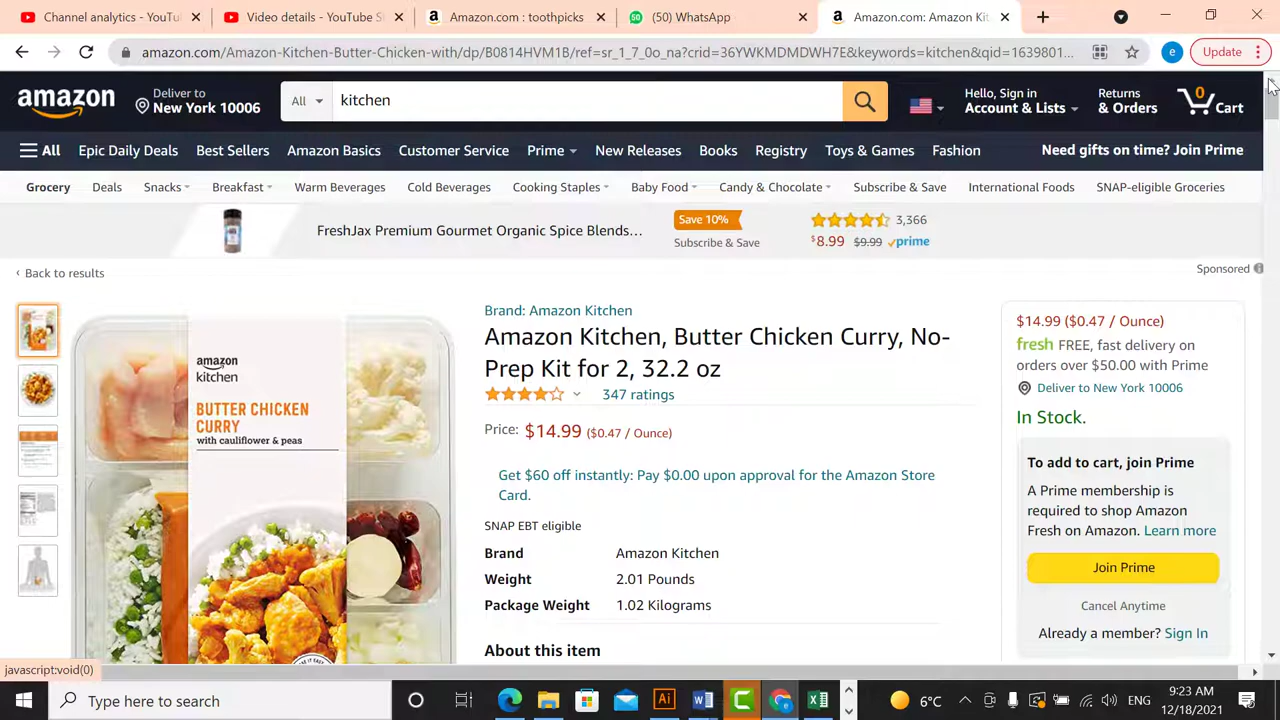 Channel analytics - YouTu
Video details - YouTube S
Amazon.com : toothpicks
(50) WhatsApp
Amazon.com: Amazon Kit
amazon.com/Amazon-Kitchen-Butter-Chicken-with/dp/B0814HVM1B/ref=sr_1_7_0o_na?crid=36YWKMDMDWH7E&keywords=kitchen&qid=1639801...
e
Update
amazon
Deliver to
New York 10006
All
kitchen
Hello, Sign in
Account & Lists
Returns
& Orders
0
Cart
All
Epic Daily Deals
Best Sellers
Amazon Basics
Customer Service
Prime
New Releases
Books
Registry
Toys & Games
Fashion
Need gifts on time? Join Prime
Grocery
Deals
Snacks
Breakfast
Warm Beverages
Cold Beverages
Cooking Staples
Baby Food
Candy & Chocolate
Subscribe & Save
International Foods
SNAP-eligible Groceries
FreshJax Premium Gourmet Organic Spice Blends...
Save 10%
Subscribe & Save
3,366
$8.99 $9.99 prime
‹ Back to results
Sponsored
Brand: Amazon Kitchen
Amazon Kitchen, Butter Chicken Curry, No-
Prep Kit for 2, 32.2 oz
347 ratings
Price: $14.99 ($0.47 / Ounce)
Get $60 off instantly: Pay $0.00 upon approval for the Amazon Store
Card.
SNAP EBT eligible
Brand Amazon Kitchen
Weight 2.01 Pounds
Package Weight 1.02 Kilograms
About this item
amazon
kitchen
BUTTER CHICKEN
CURRY
with cauliflower & peas
$14.99 ($0.47 / Ounce)
fresh FREE, fast delivery on
orders over $50.00 with Prime
Deliver to New York 10006
In Stock.
To add to cart, join Prime
A Prime membership is
required to shop Amazon
Fresh on Amazon. Learn more
Join Prime
Cancel Anytime
Already a member? Sign In
javascript:void(0)
Type here to search
Ai
6°C
ENG
9:23 AM
12/18/2021